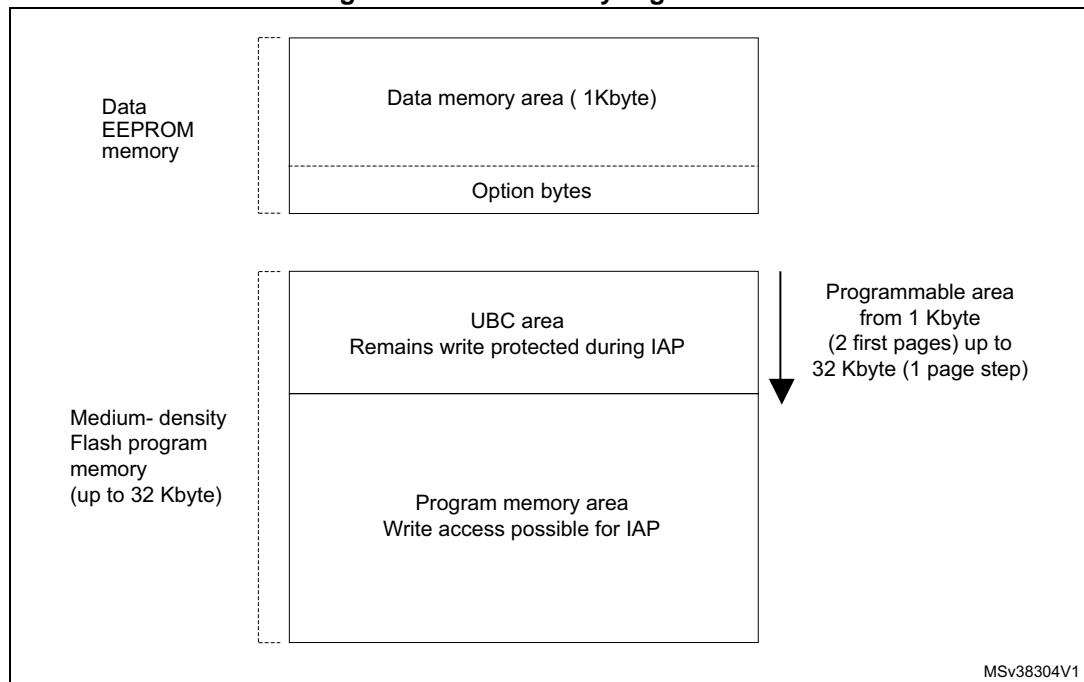 Data memory area ( 1Kbyte)
Data
EEPROM
memory
Option bytes
UBC area
Remains write protected during IAP
Programmable area
from 1 Kbyte
(2 first pages) up to
32 Kbyte (1 page step)
Medium- density
Flash program
memory
(up to 32 Kbyte)
Program memory area
Write access possible for IAP
MSv38304V1